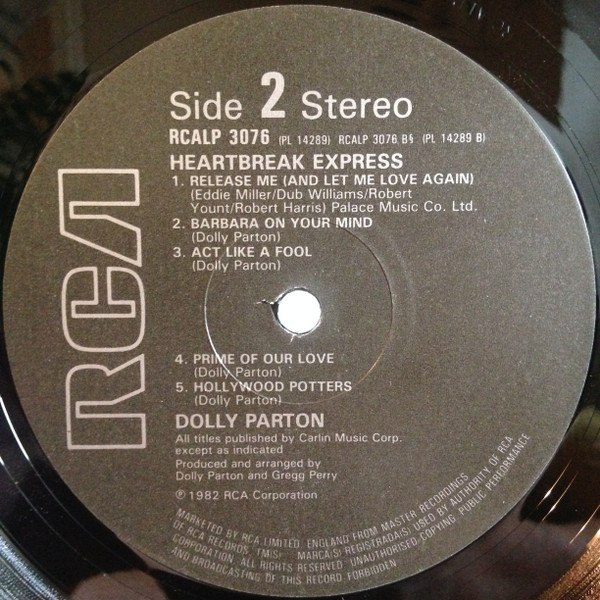 Side 2 Stereo
RCALP 3076 (PL 14289) RCALP 3076 B§ (PL 14289 B)
HEARTBREAK EXPRESS
1. RELEASE ME (AND LET ME LOVE AGAIN)
(Eddie Miller/Dub Williams/Robert
Yount/Robert Harris) Palace Music Co. Ltd.
2. BARBARA ON YOUR MIND
(Dolly Parton)
3. ACT LIKE A FOOL
(Dolly Parton)
RCA
4. PRIME OF OUR LOVE
(Dolly Parton)
5. HOLLYWOOD POTTERS
(Dolly Parton)
DOLLY PARTON
All titles published by Carlin Music Corp.
except as indicated
Produced and arranged by
Dolly Parton and Gregg Perry
℗ 1982 RCA Corporation
MARKETED BY RCA LIMITED, ENGLAND FROM MASTER RECORDINGS
OF RCA RECORDS. TM(S)® MARCA(S) REGISTRADA(S) USED BY AUTHORITY OF RCA
CORPORATION. ALL RIGHTS RESERVED. UNAUTHORISED COPYING, PUBLIC PERFORMANCE
AND BROADCASTING OF THIS RECORD FORBIDDEN